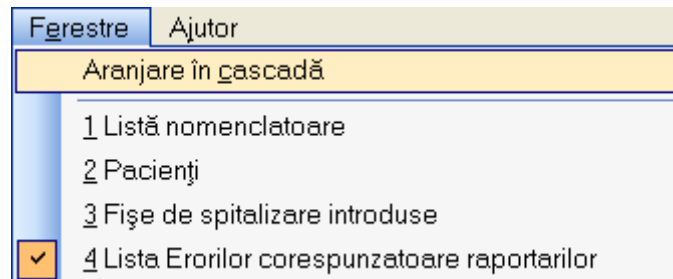 Ferestre Ajutor
Aranjare în cascadă
1 Listă nomenclatoare
2 Pacienţi
3 Fişe de spitalizare introduse
4 Lista Erorilor corespunzatoare raportarilor